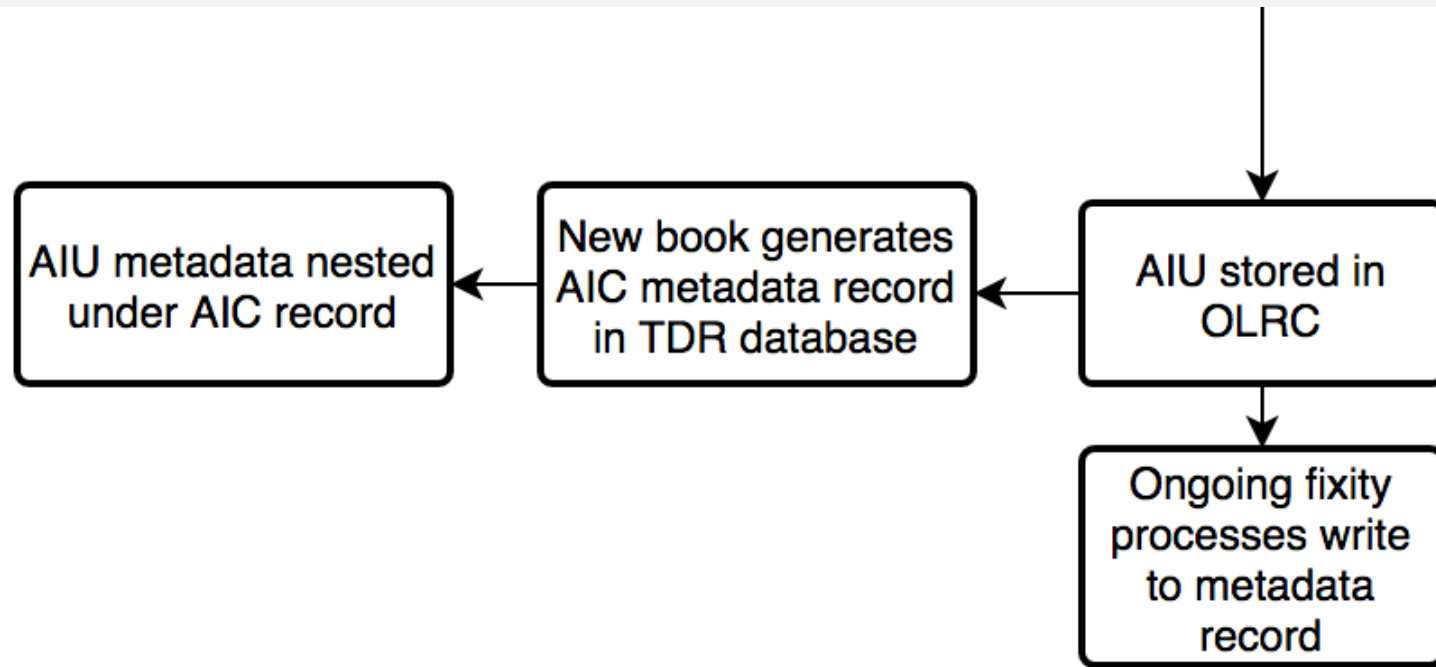 AIU metadata nested
under AIC record
New book generates
AIC metadata record
in TDR database
AIU stored in
OLRC
Ongoing fixity
processes write
to metadata
record